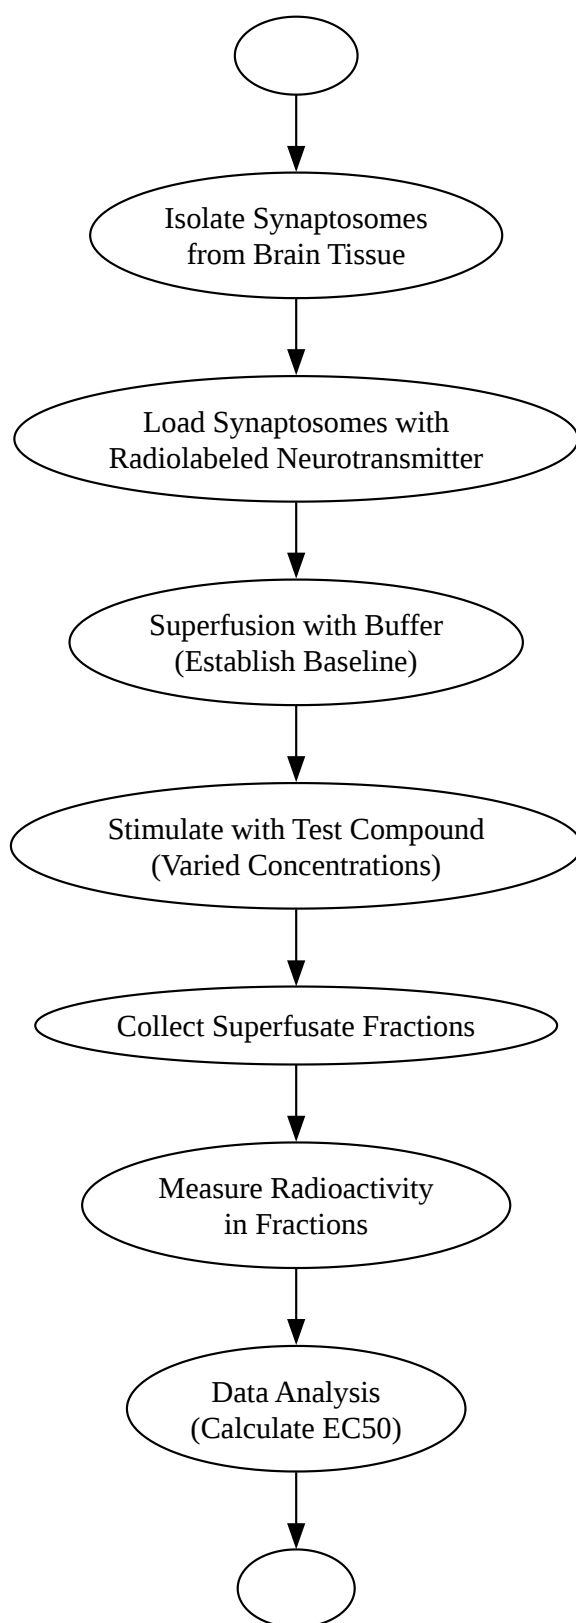 Isolate Synaptosomes
from Brain Tissue
Load Synaptosomes with
Radiolabeled Neurotransmitter
Superfusion with Buffer
(Establish Baseline)
Stimulate with Test Compound
(Varied Concentrations)
Collect Superfusate Fractions
Measure Radioactivity
in Fractions
Data Analysis
(Calculate EC50)